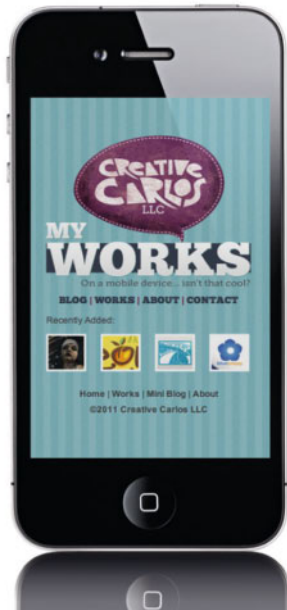 CREATIVE
CARLOS
LLC
MY
WORKS
On a mobile device... isn't that cool?
BLOG | WORKS | ABOUT | CONTACT
Recently Added:
Home | Works | Mini Blog | About
©2011 Creative Carlos LLC